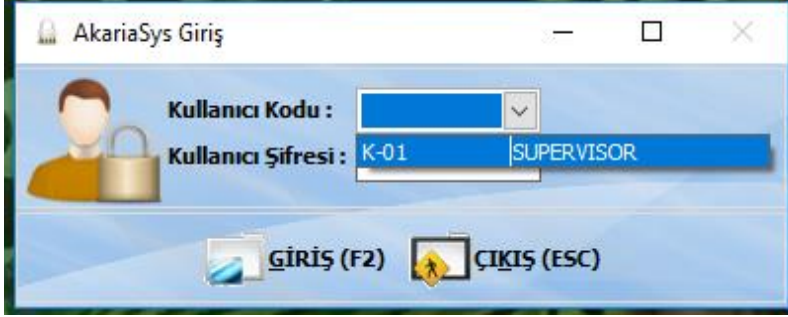 AkariaSys Giriş
Kullanıcı Kodu :
Kullanıcı Şifresi :
K-01 SUPERVISOR
GİRİŞ (F2) ÇIKIŞ (ESC)